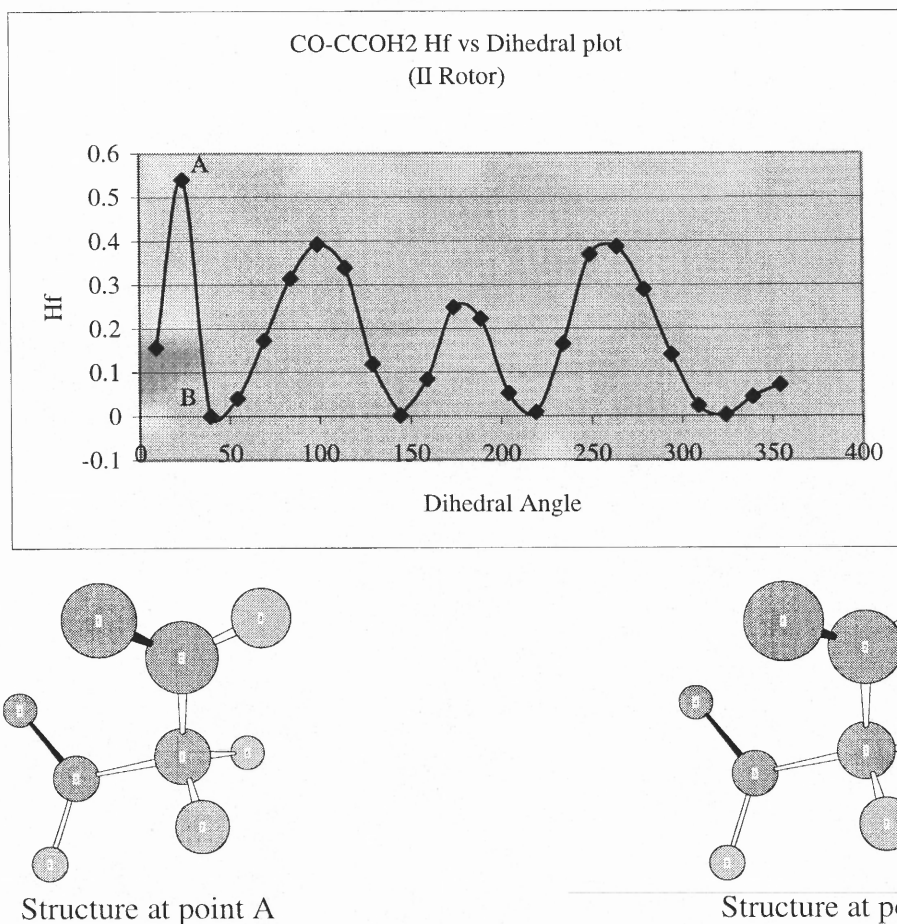 CO-CCOH2 Hf vs Dihedral plot
(II Rotor)
0.6
A
0.5
0.4
0.3
Hf
0.2
0.1
B
0
-0.1
0 50 100 150 200 250 300 350 400
Dihedral Angle
Structure at point A
Structure at